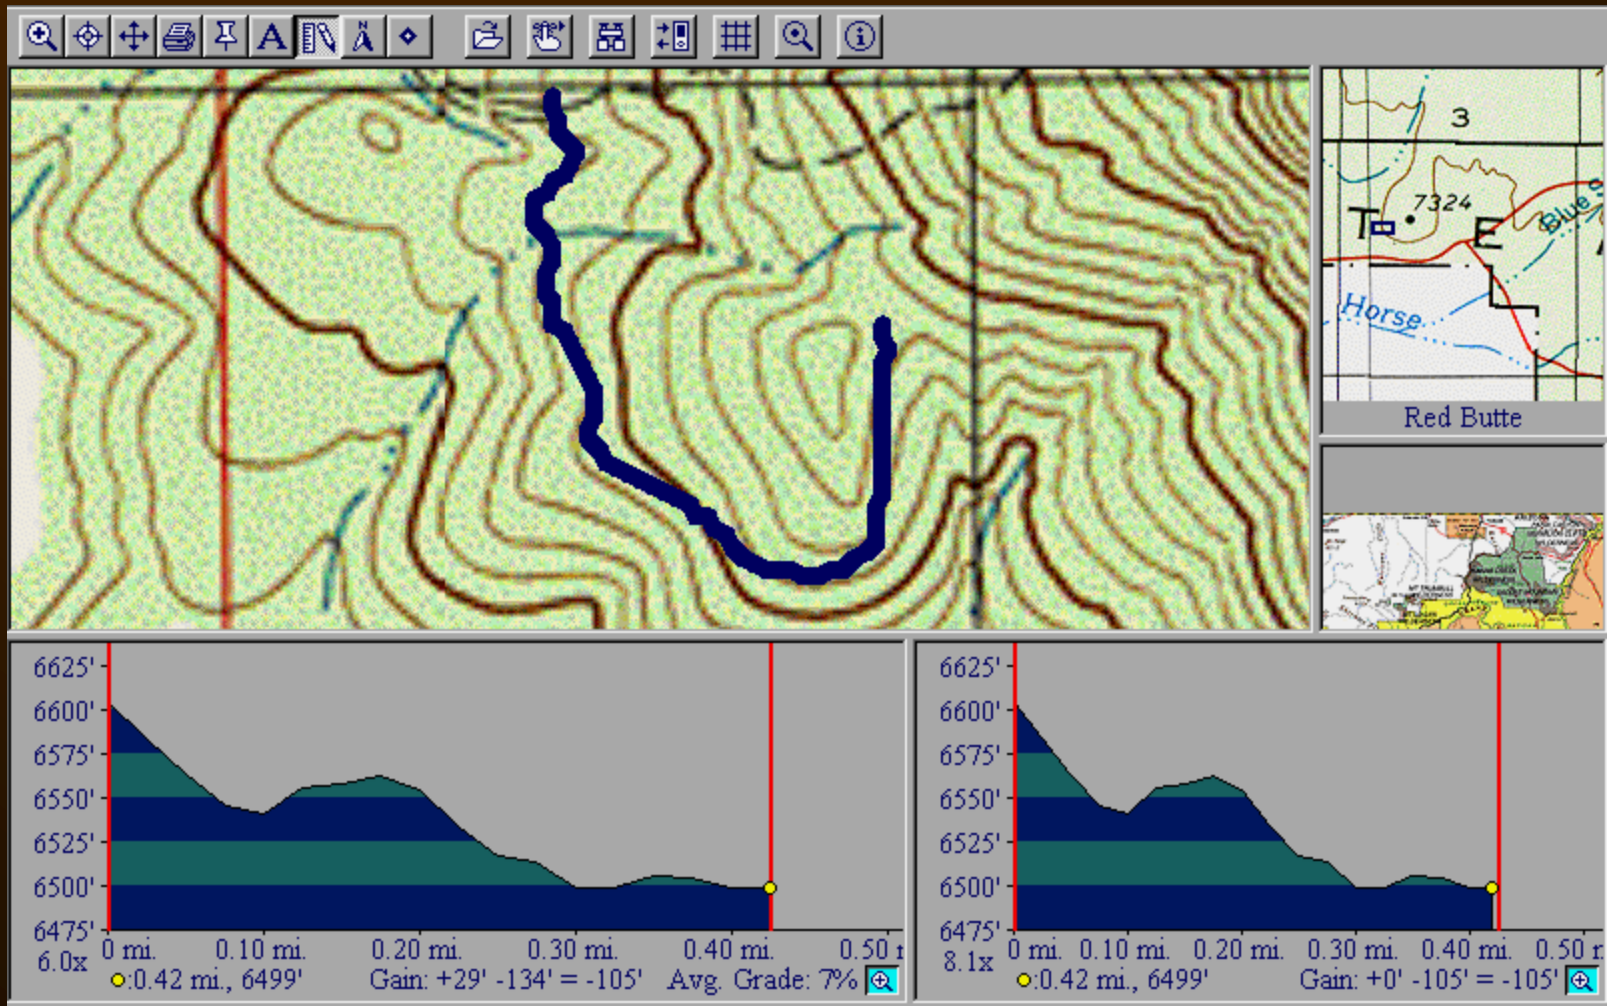 A
N
3
7324
T
E
Blue S
Horse
Red Butte
6625'
6600'
6575'
6550'
6525'
6500'
6475'
0 mi.
0.10 mi.
0.20 mi.
0.30 mi.
0.40 mi.
0.50 r
6.0x
:0.42 mi., 6499'
Gain: +29' -134' = -105'
Avg. Grade: 7%
6625'
6600'
6575'
6550'
6525'
6500'
6475'
0 mi.
0.10 mi.
0.20 mi.
0.30 mi.
0.40 mi.
0.50 r
8.1x
:0.42 mi., 6499'
Gain: +0' -105' = -105'